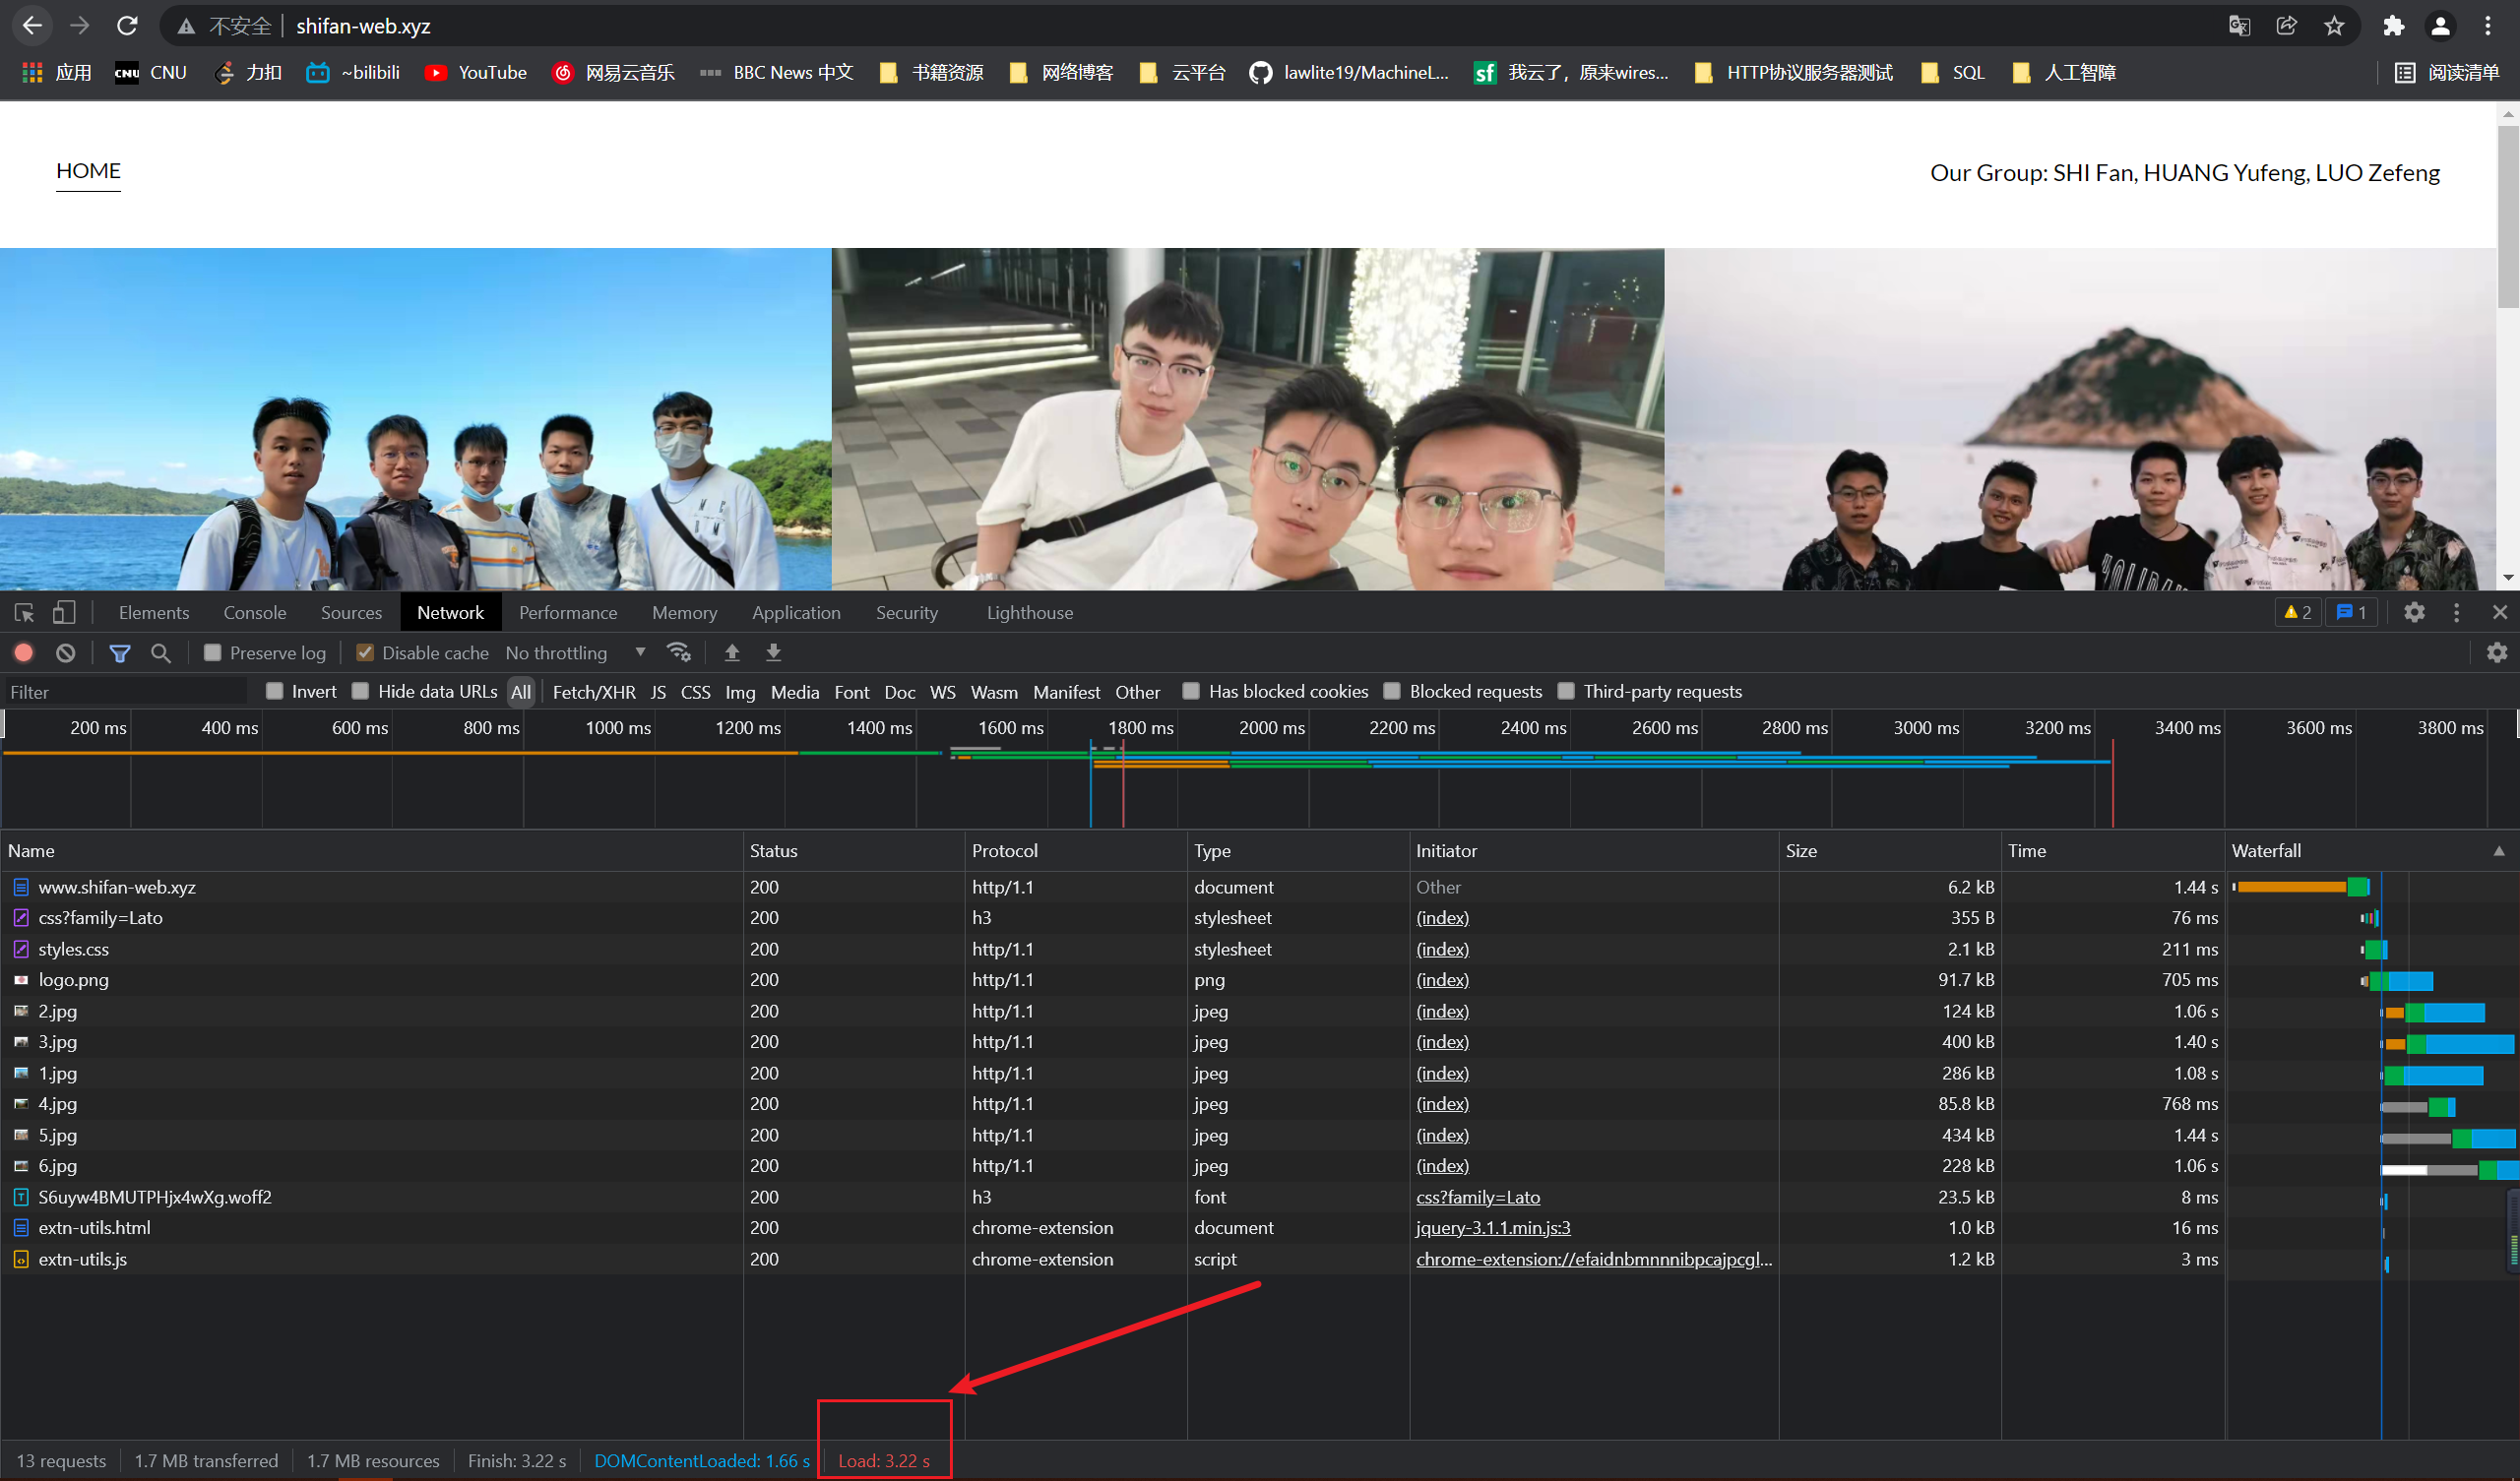 不安全 shifan-web.xyz
应用 CNU CNU 力扣 ~bilibili YouTube 网易云音乐 BBC News 中文 书籍资源 网络博客 云平台 lawlite19/MachineL... sf 我云了，原来wires... HTTP协议服务器测试 SQL 人工智障 阅读清单
HOME
Our Group: SHI Fan, HUANG Yufeng, LUO Zefeng
Elements Console Sources Network Performance Memory Application Security Lighthouse 2 1
Preserve log Disable cache No throttling
Filter Invert Hide data URLs All Fetch/XHR JS CSS Img Media Font Doc WS Wasm Manifest Other Has blocked cookies Blocked requests Third-party requests
200 ms 400 ms 600 ms 800 ms 1000 ms 1200 ms 1400 ms 1600 ms 1800 ms 2000 ms 2200 ms 2400 ms 2600 ms 2800 ms 3000 ms 3200 ms 3400 ms 3600 ms 3800 ms
Name Status Protocol Type Initiator Size Time Waterfall
www.shifan-web.xyz 200 http/1.1 document Other 6.2 kB 1.44 s
css?family=Lato 200 h3 stylesheet (index) 355 B 76 ms
styles.css 200 http/1.1 stylesheet (index) 2.1 kB 211 ms
logo.png 200 http/1.1 png (index) 91.7 kB 705 ms
2.jpg 200 http/1.1 jpeg (index) 124 kB 1.06 s
3.jpg 200 http/1.1 jpeg (index) 400 kB 1.40 s
1.jpg 200 http/1.1 jpeg (index) 286 kB 1.08 s
4.jpg 200 http/1.1 jpeg (index) 85.8 kB 768 ms
5.jpg 200 http/1.1 jpeg (index) 434 kB 1.44 s
6.jpg 200 http/1.1 jpeg (index) 228 kB 1.06 s
S6uyw4BMUTPHjx4wXg.woff2 200 h3 font css?family=Lato 23.5 kB 8 ms
extn-utils.html 200 chrome-extension document jquery-3.1.1.min.js:3 1.0 kB 16 ms
extn-utils.js 200 chrome-extension script chrome-extension://efaidnbmnnnibpcajpcgl... 1.2 kB 3 ms
13 requests 1.7 MB transferred 1.7 MB resources Finish: 3.22 s DOMContentLoaded: 1.66 s Load: 3.22 s